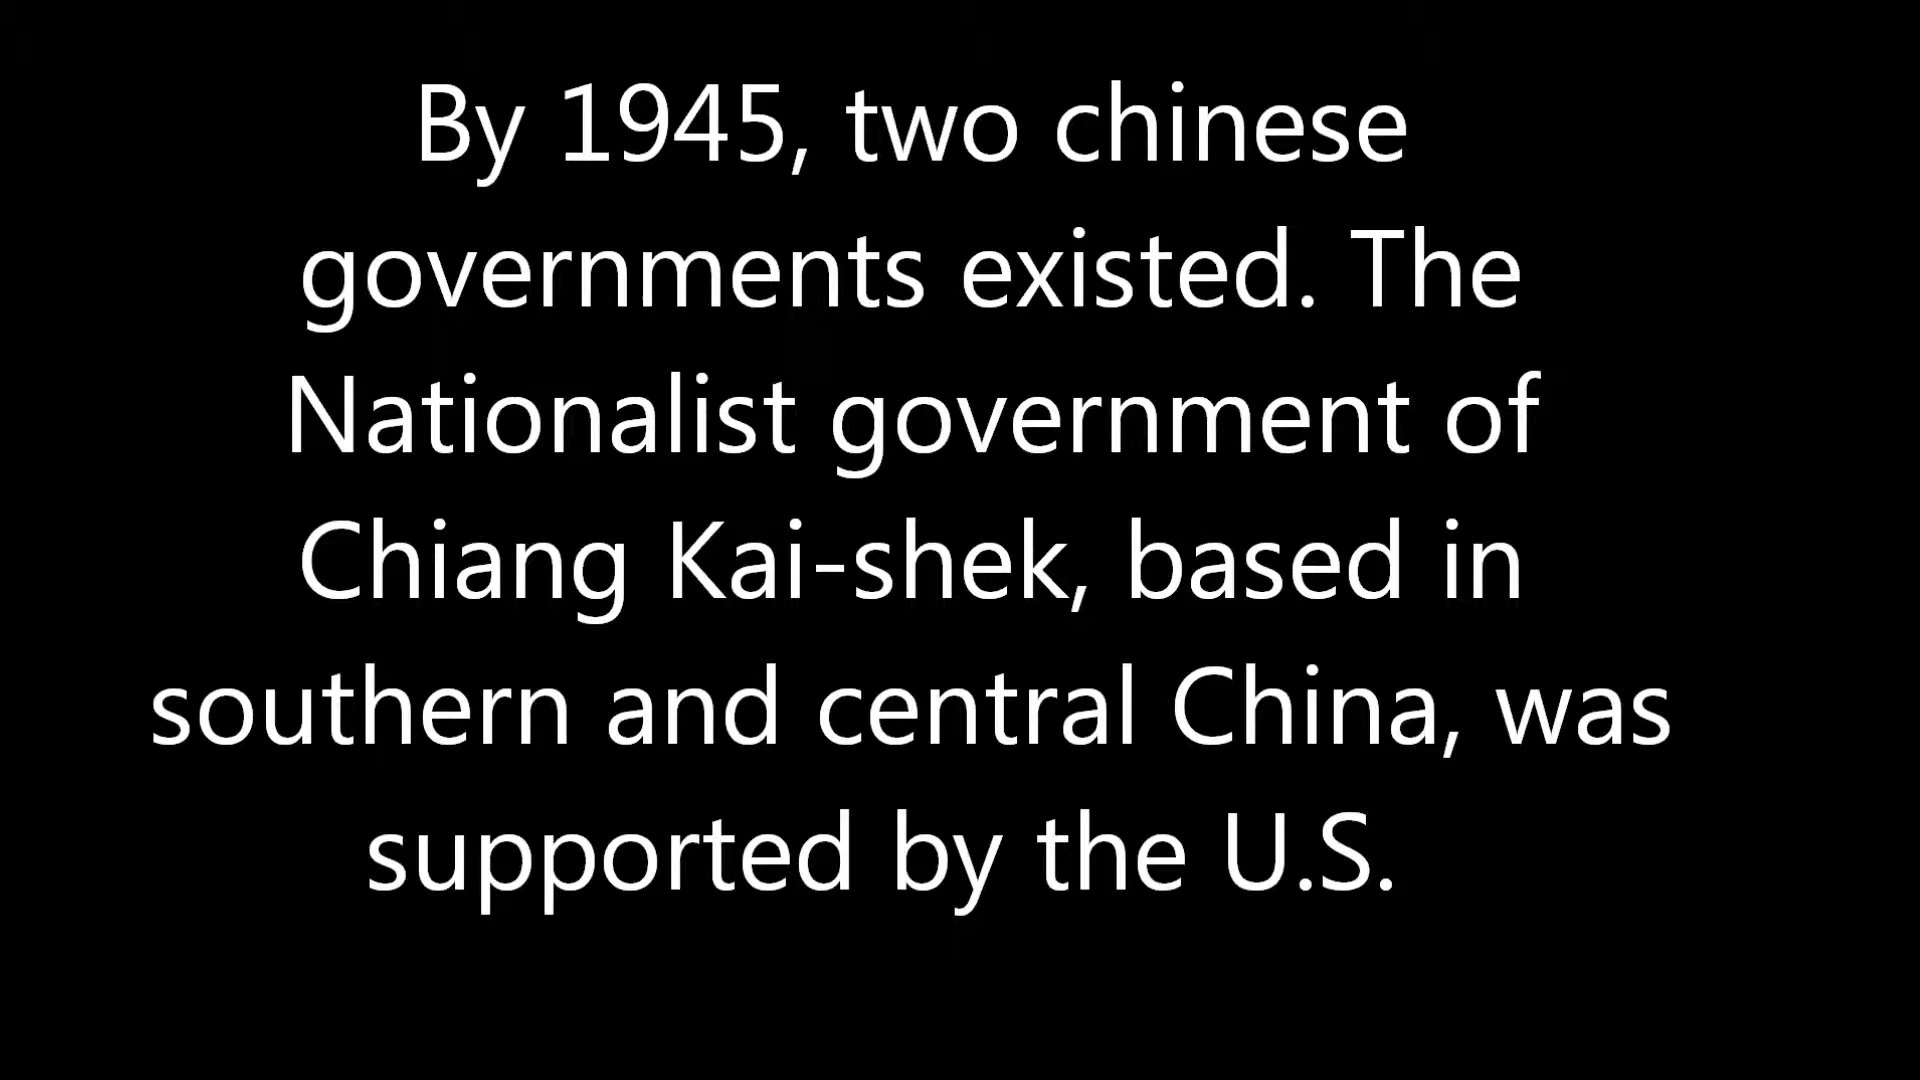 By 1945, two chinese
governments existed. The
Nationalist government of
Chiang Kai-shek, based in
southern and central China, was
supported by the U.S.